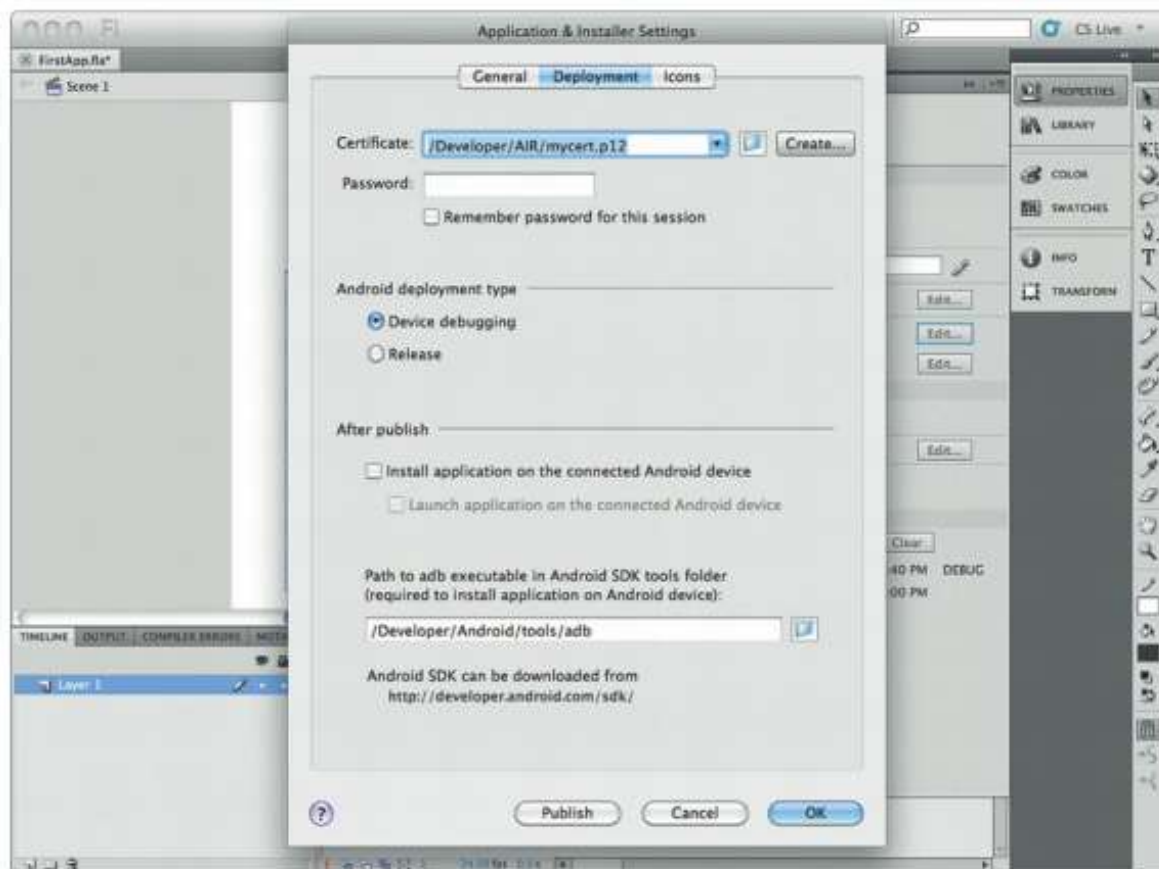 Fl
CS Live
Application & Installer Settings
FirstApp.fla*
Scene 1
General Deployment Icons
PROPERTIES
LIBRARY
COLOR
SWATCHES
INFO
TRANSFORM
Certificate: /Developer/AIR/mycert.p12 Create...
Password:
Remember password for this session
Android deployment type
Device debugging
Release
Edit...
Edit...
Edit...
After publish
Edit...
Install application on the connected Android device
Launch application on the connected Android device
Clear
:40 PM DEBUG
:00 PM
Path to adb executable in Android SDK tools folder
(required to install application on Android device):
/Developer/Android/tools/adb
Android SDK can be downloaded from
http://developer.android.com/sdk/
TIMELINE OUTPUT COMPILER ERRORS
Layer 1
? Publish Cancel OK